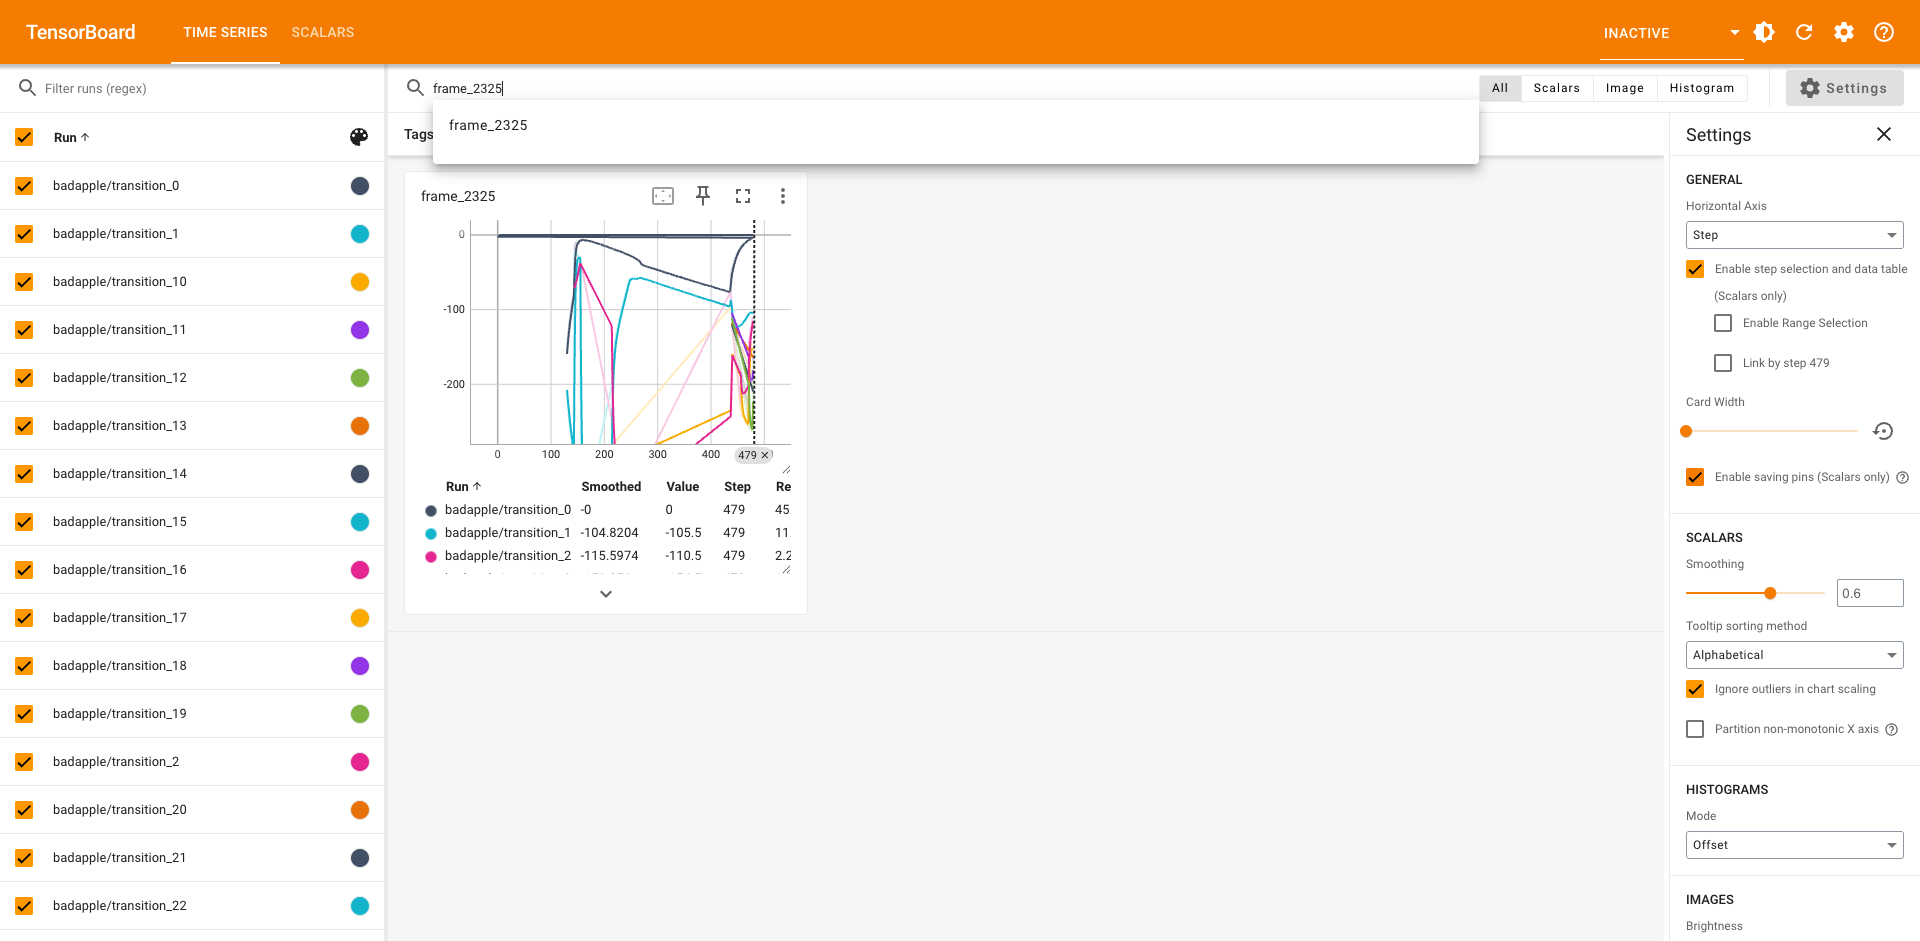 TensorBoard
TIME SERIES
SCALARS
INACTIVE
Filter runs (regex)
frame_2325
All
Scalars
Image
Histogram
Settings
frame_2325
Run
Tags
badapple/transition_0
badapple/transition_1
badapple/transition_10
badapple/transition_11
badapple/transition_12
badapple/transition_13
badapple/transition_14
badapple/transition_15
badapple/transition_16
badapple/transition_17
badapple/transition_18
badapple/transition_19
badapple/transition_2
badapple/transition_20
badapple/transition_21
badapple/transition_22
frame_2325
0
-100
-200
0 100 200 300 400 479
Run Smoothed Value Step Re
badapple/transition_0 -0 0 479 45.
badapple/transition_1 -104.8204 -105.5 479 11.
badapple/transition_2 -115.5974 -110.5 479 2.2
Settings
GENERAL
Horizontal Axis
Step
Enable step selection and data table
(Scalars only)
Enable Range Selection
Link by step 479
Card Width
Enable saving pins (Scalars only)
SCALARS
Smoothing
0.6
Tooltip sorting method
Alphabetical
Ignore outliers in chart scaling
Partition non-monotonic X axis
HISTOGRAMS
Mode
Offset
IMAGES
Brightness